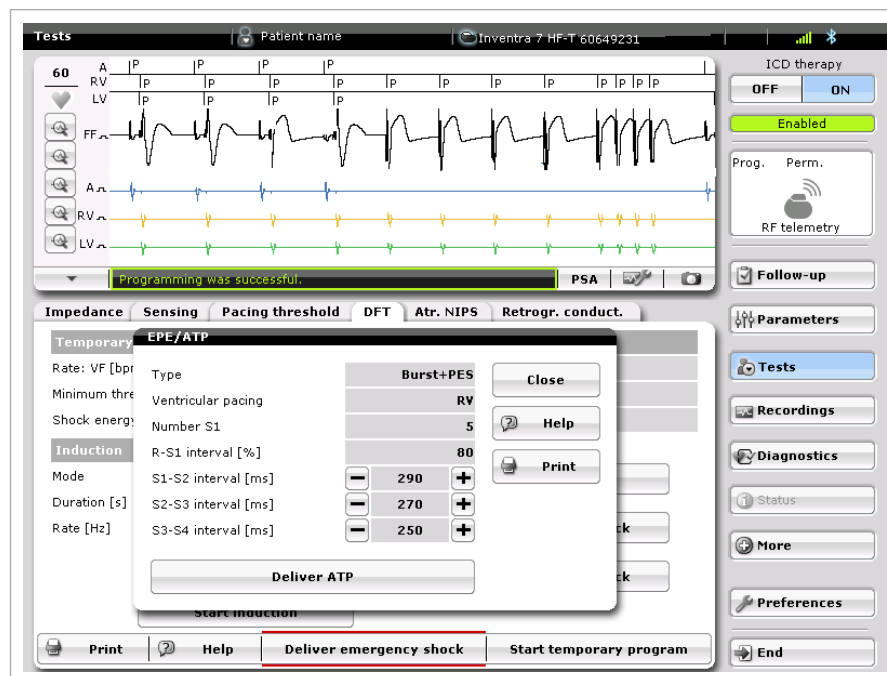 Tests
Patient name
Inventra 7 HF-T 60649231
60
A P P P P
RV P P P P P P P P P P P
LV P P P P
FF
A
RV
LV
Programming was successful.
PSA
ICD therapy
OFF ON
Enabled
Prog. Perm.
RF telemetry
Follow-up
Parameters
Tests
Recordings
Diagnostics
Status
More
Preferences
End
Impedance Sensing Pacing threshold DFT Atr. NIPS Retrogr. conduct.
Temporary
Rate: VF [bpm
Minimum thre
Shock energy
Induction
Mode
Duration [s]
Rate [Hz]
EPE/ATP
Type Burst+PES
Ventricular pacing RV
Number S1 5
R-S1 interval [%] 80
S1-S2 interval [ms] − 290 +
S2-S3 interval [ms] − 270 +
S3-S4 interval [ms] − 250 +
Deliver ATP
Close
Help
Print
ck
ck
Start induction
Print Help Deliver emergency shock Start temporary program